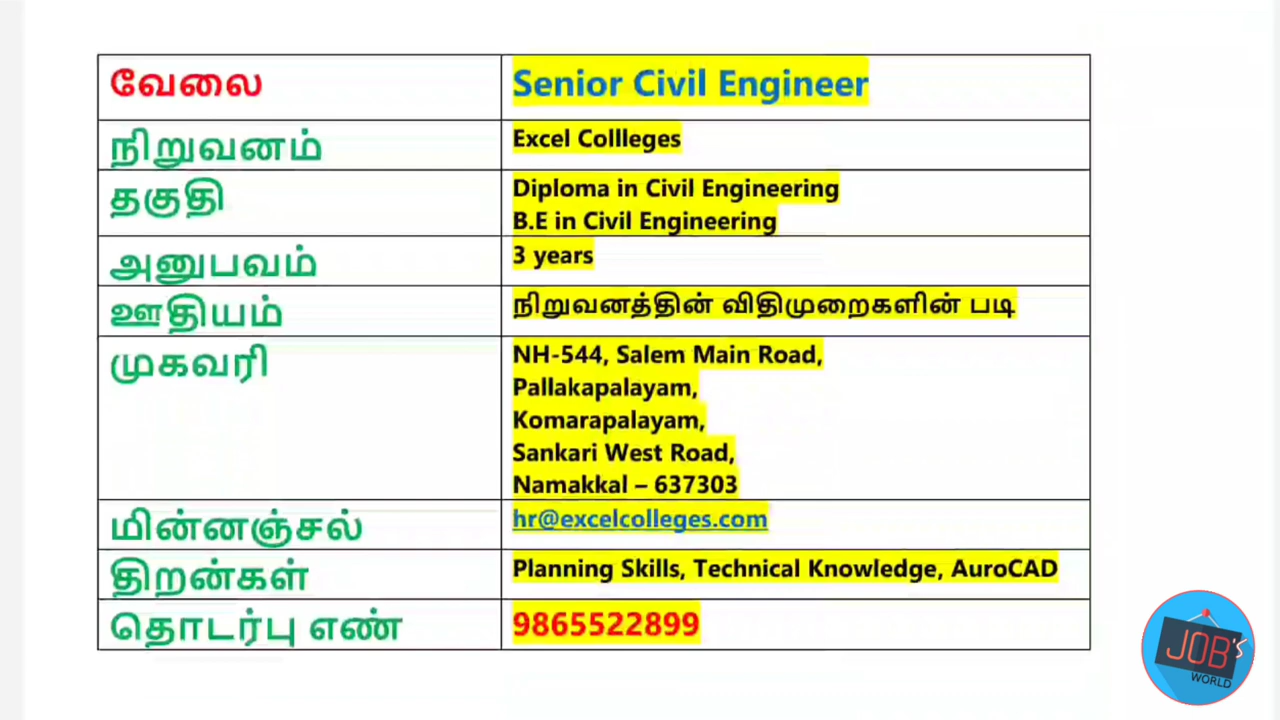 வேலை Senior Civil Engineer
நிறுவனம் Excel Collleges
தகுதி Diploma in Civil Engineering
B.E in Civil Engineering
அனுபவம் 3 years
ஊதியம் நிறுவனத்தின் விதிமுறைகளின் படி
முகவரி NH-544, Salem Main Road,
Pallakapalayam,
Komarapalayam,
Sankari West Road,
Namakkal – 637303
மின்னஞ்சல் hr@excelcolleges.com
திறன்கள் Planning Skills, Technical Knowledge, AuroCAD
தொடர்பு எண் 9865522899
JOB'S
WORLD